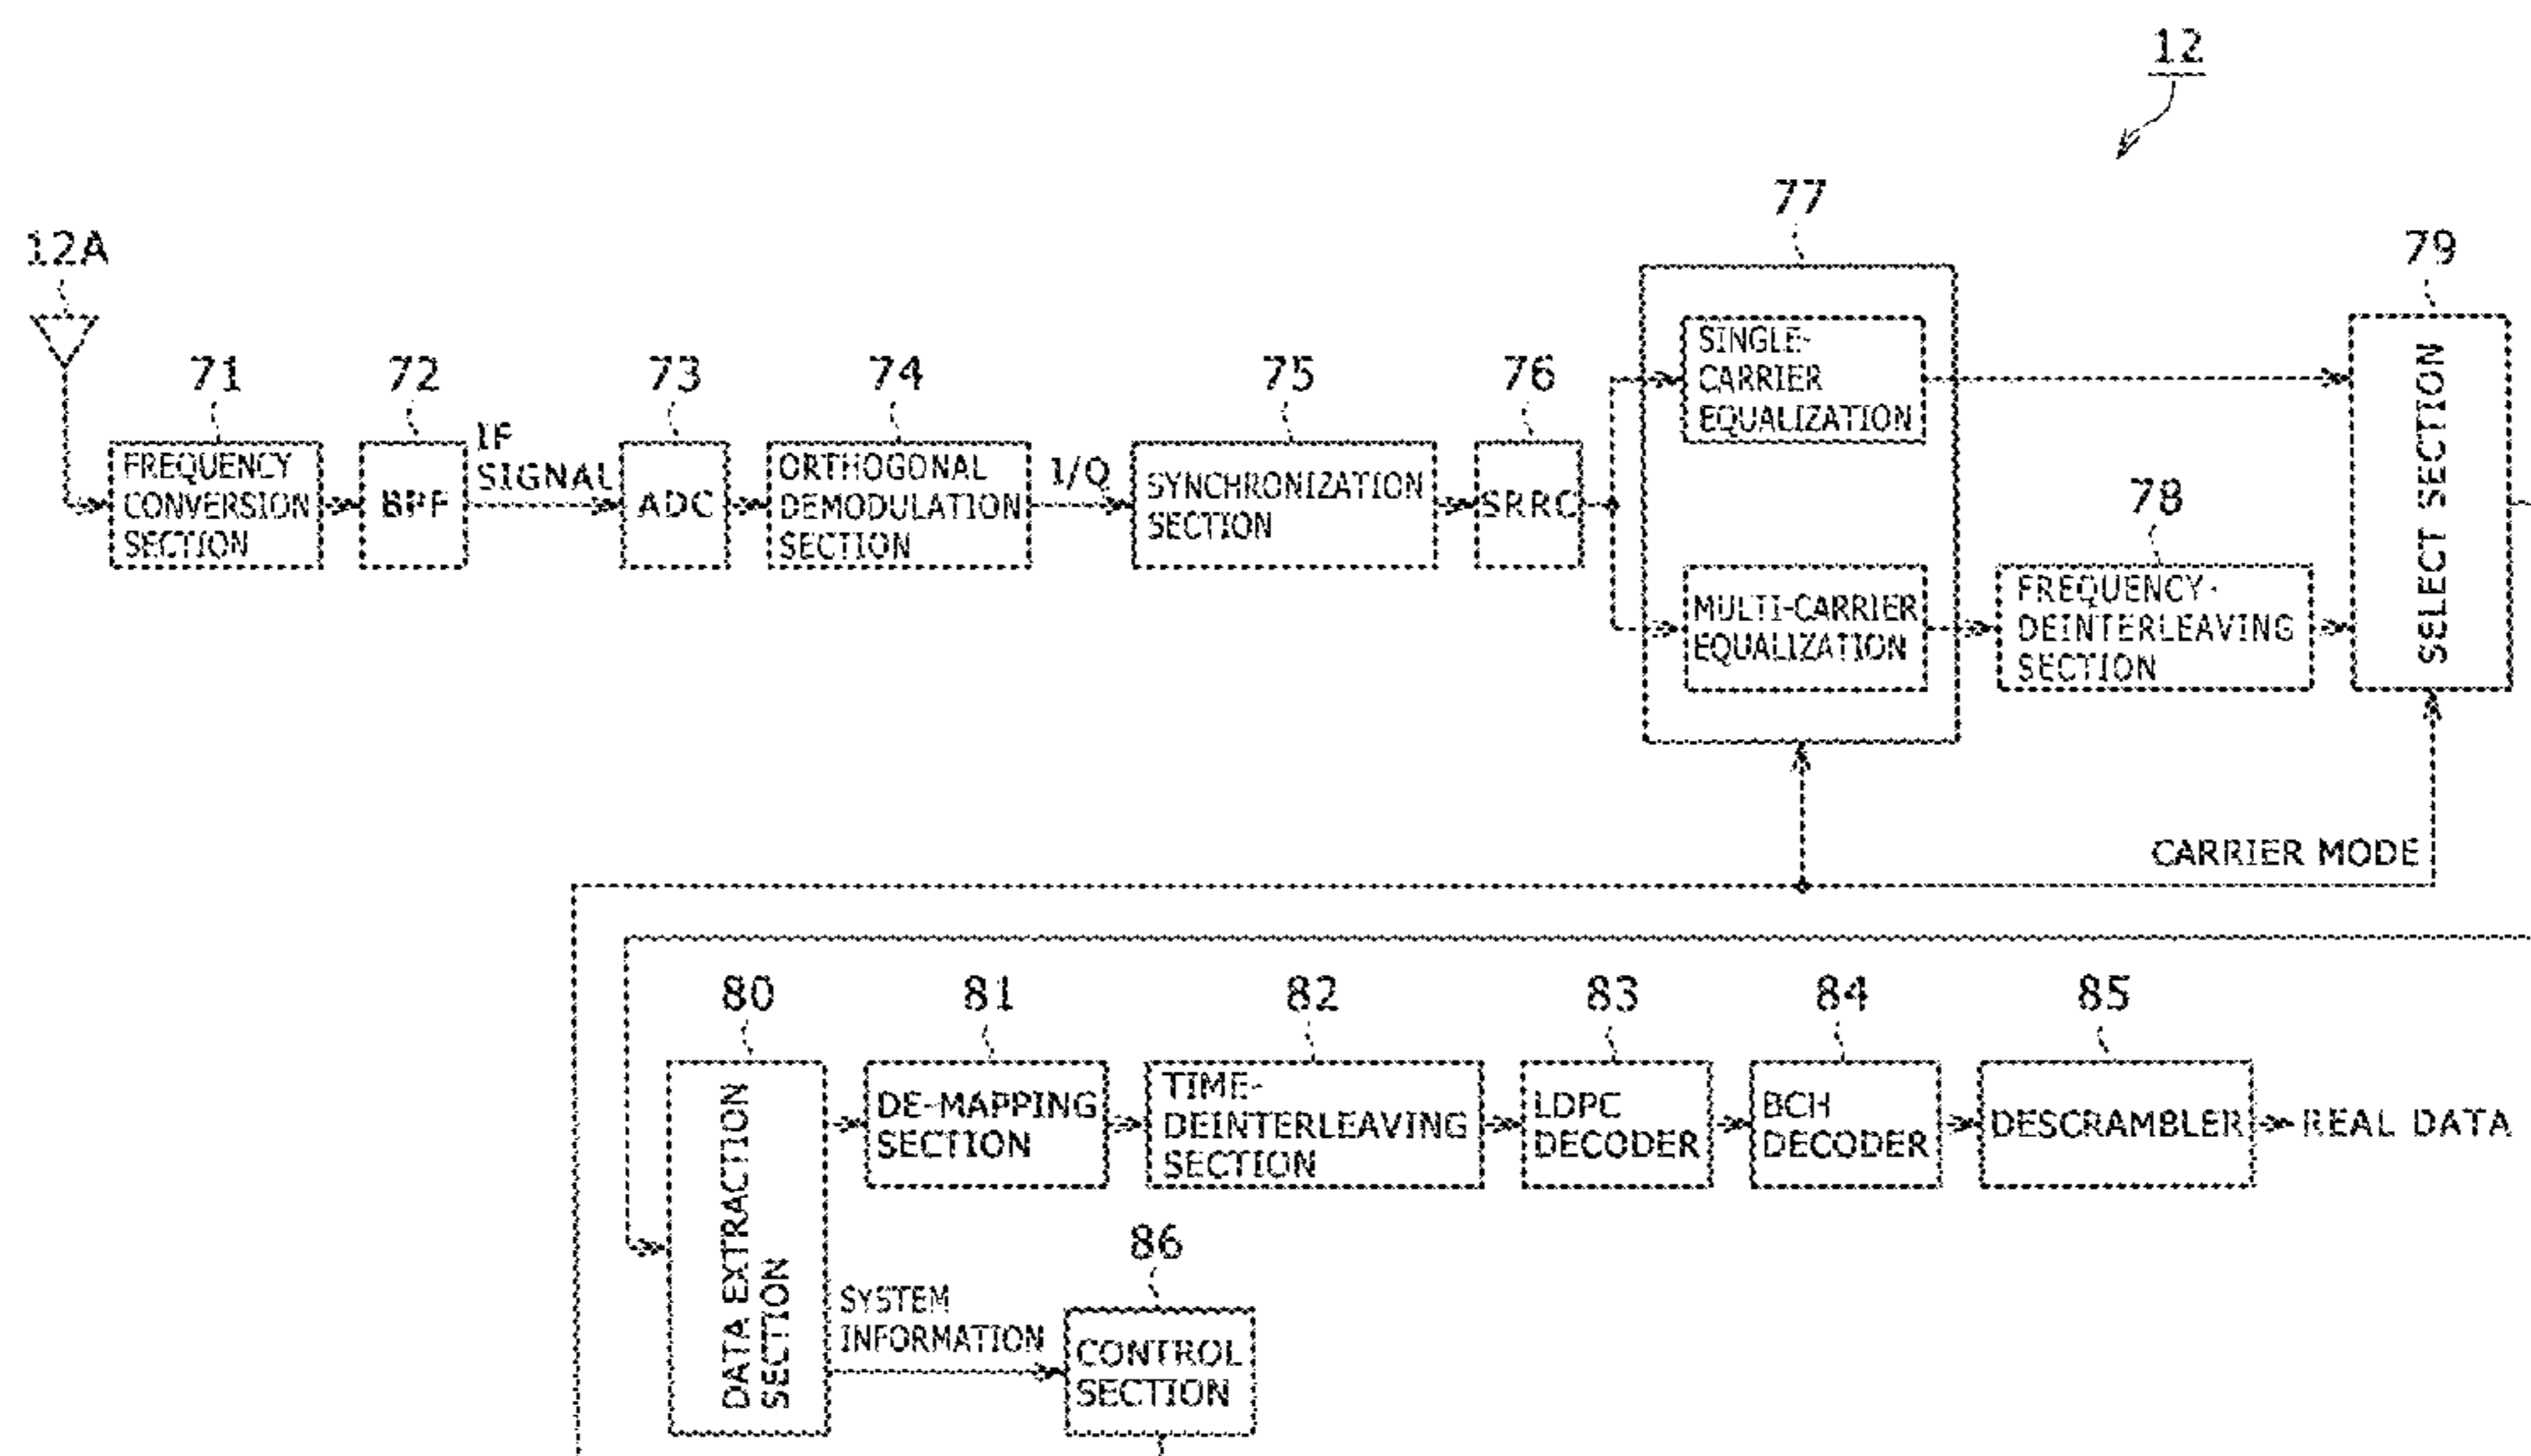 12
77
12A
79
71
72
73
74
75
76
SINGLE-
CARRIER
EQUALIZATION
FREQUENCY
CONVERSION
SECTION
BPF
IF
SIGNAL
ADC
ORTHOGONAL
DEMODULATION
SECTION
I/Q
SYNCHRONIZATION
SECTION
SRRC
78
SELECT SECTION
MULTI-CARRIER
EQUALIZATION
FREQUENCY-
DEINTERLEAVING
SECTION
CARRIER MODE
80
81
82
83
84
85
DATA EXTRACTION
SECTION
DE-MAPPING
SECTION
TIME-
DEINTERLEAVING
SECTION
LDPC
DECODER
BCH
DECODER
DESCRAMBLER
REAL DATA
86
SYSTEM
INFORMATION
CONTROL
SECTION